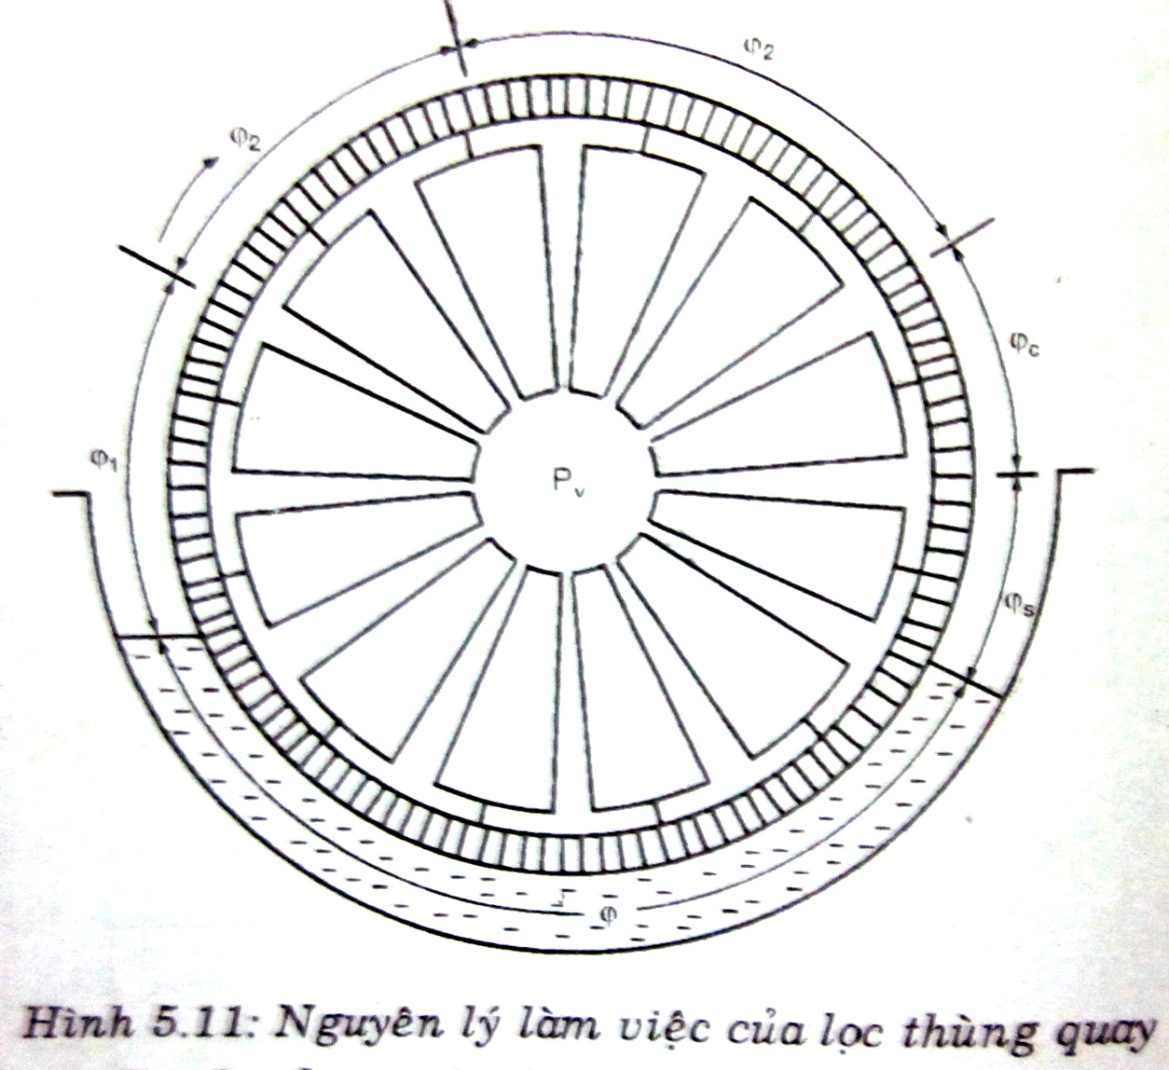 φ2
φ2
φc
φ1
Pv
φs
φ
Hình 5.11: Nguyên lý làm việc của lọc thùng quay